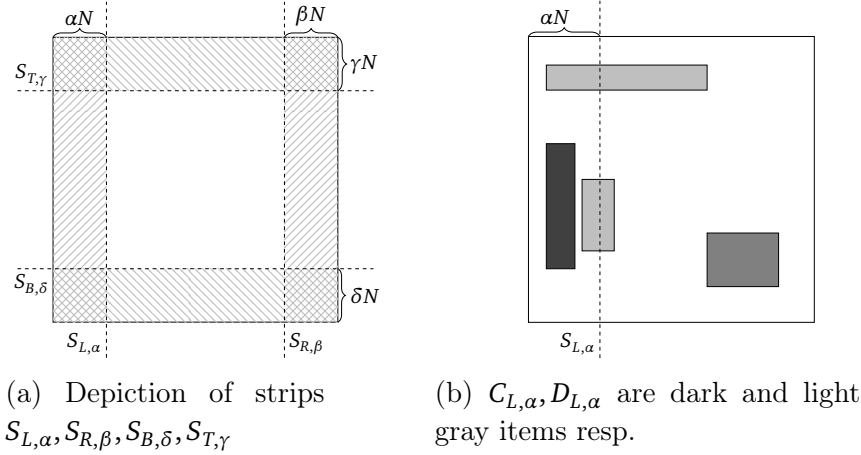 αN
βN
γN
S_{T,γ}
S_{B,δ}
δN
S_{L,α}
S_{R,β}
(a) Depiction of strips
S_{L,α}, S_{R,β}, S_{B,δ}, S_{T,γ}
αN
S_{L,α}
(b) C_{L,α}, D_{L,α} are dark and light
gray items resp.